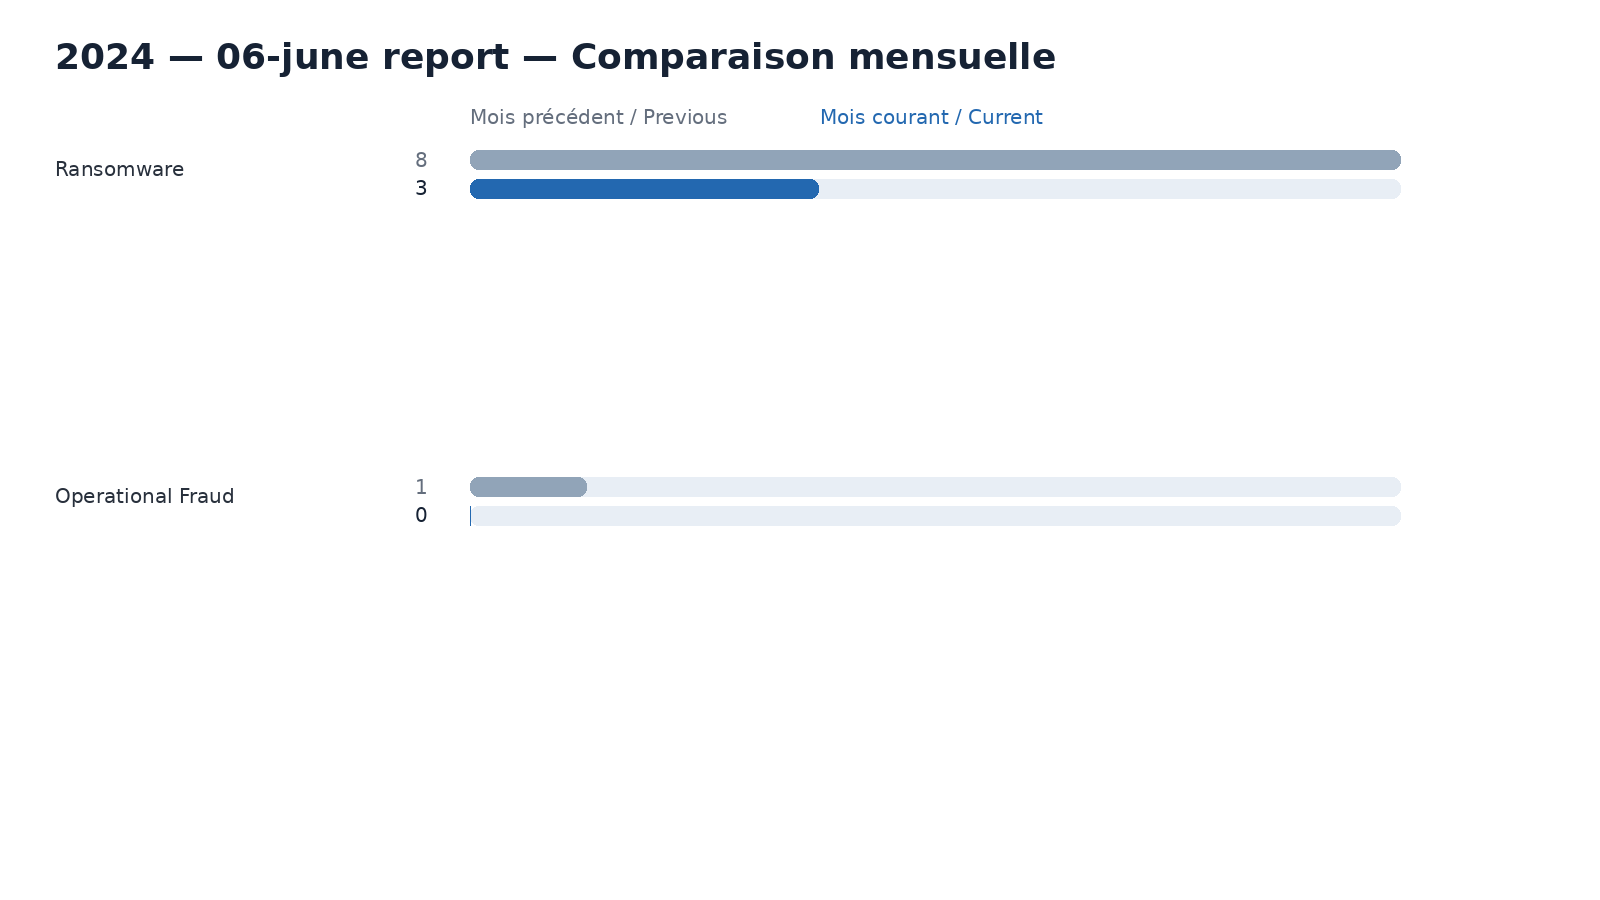 2024 — 06-june report — Comparaison mensuelle
Mois précédent / Previous Mois courant / Current
Ransomware 8
3
Operational Fraud 1
0